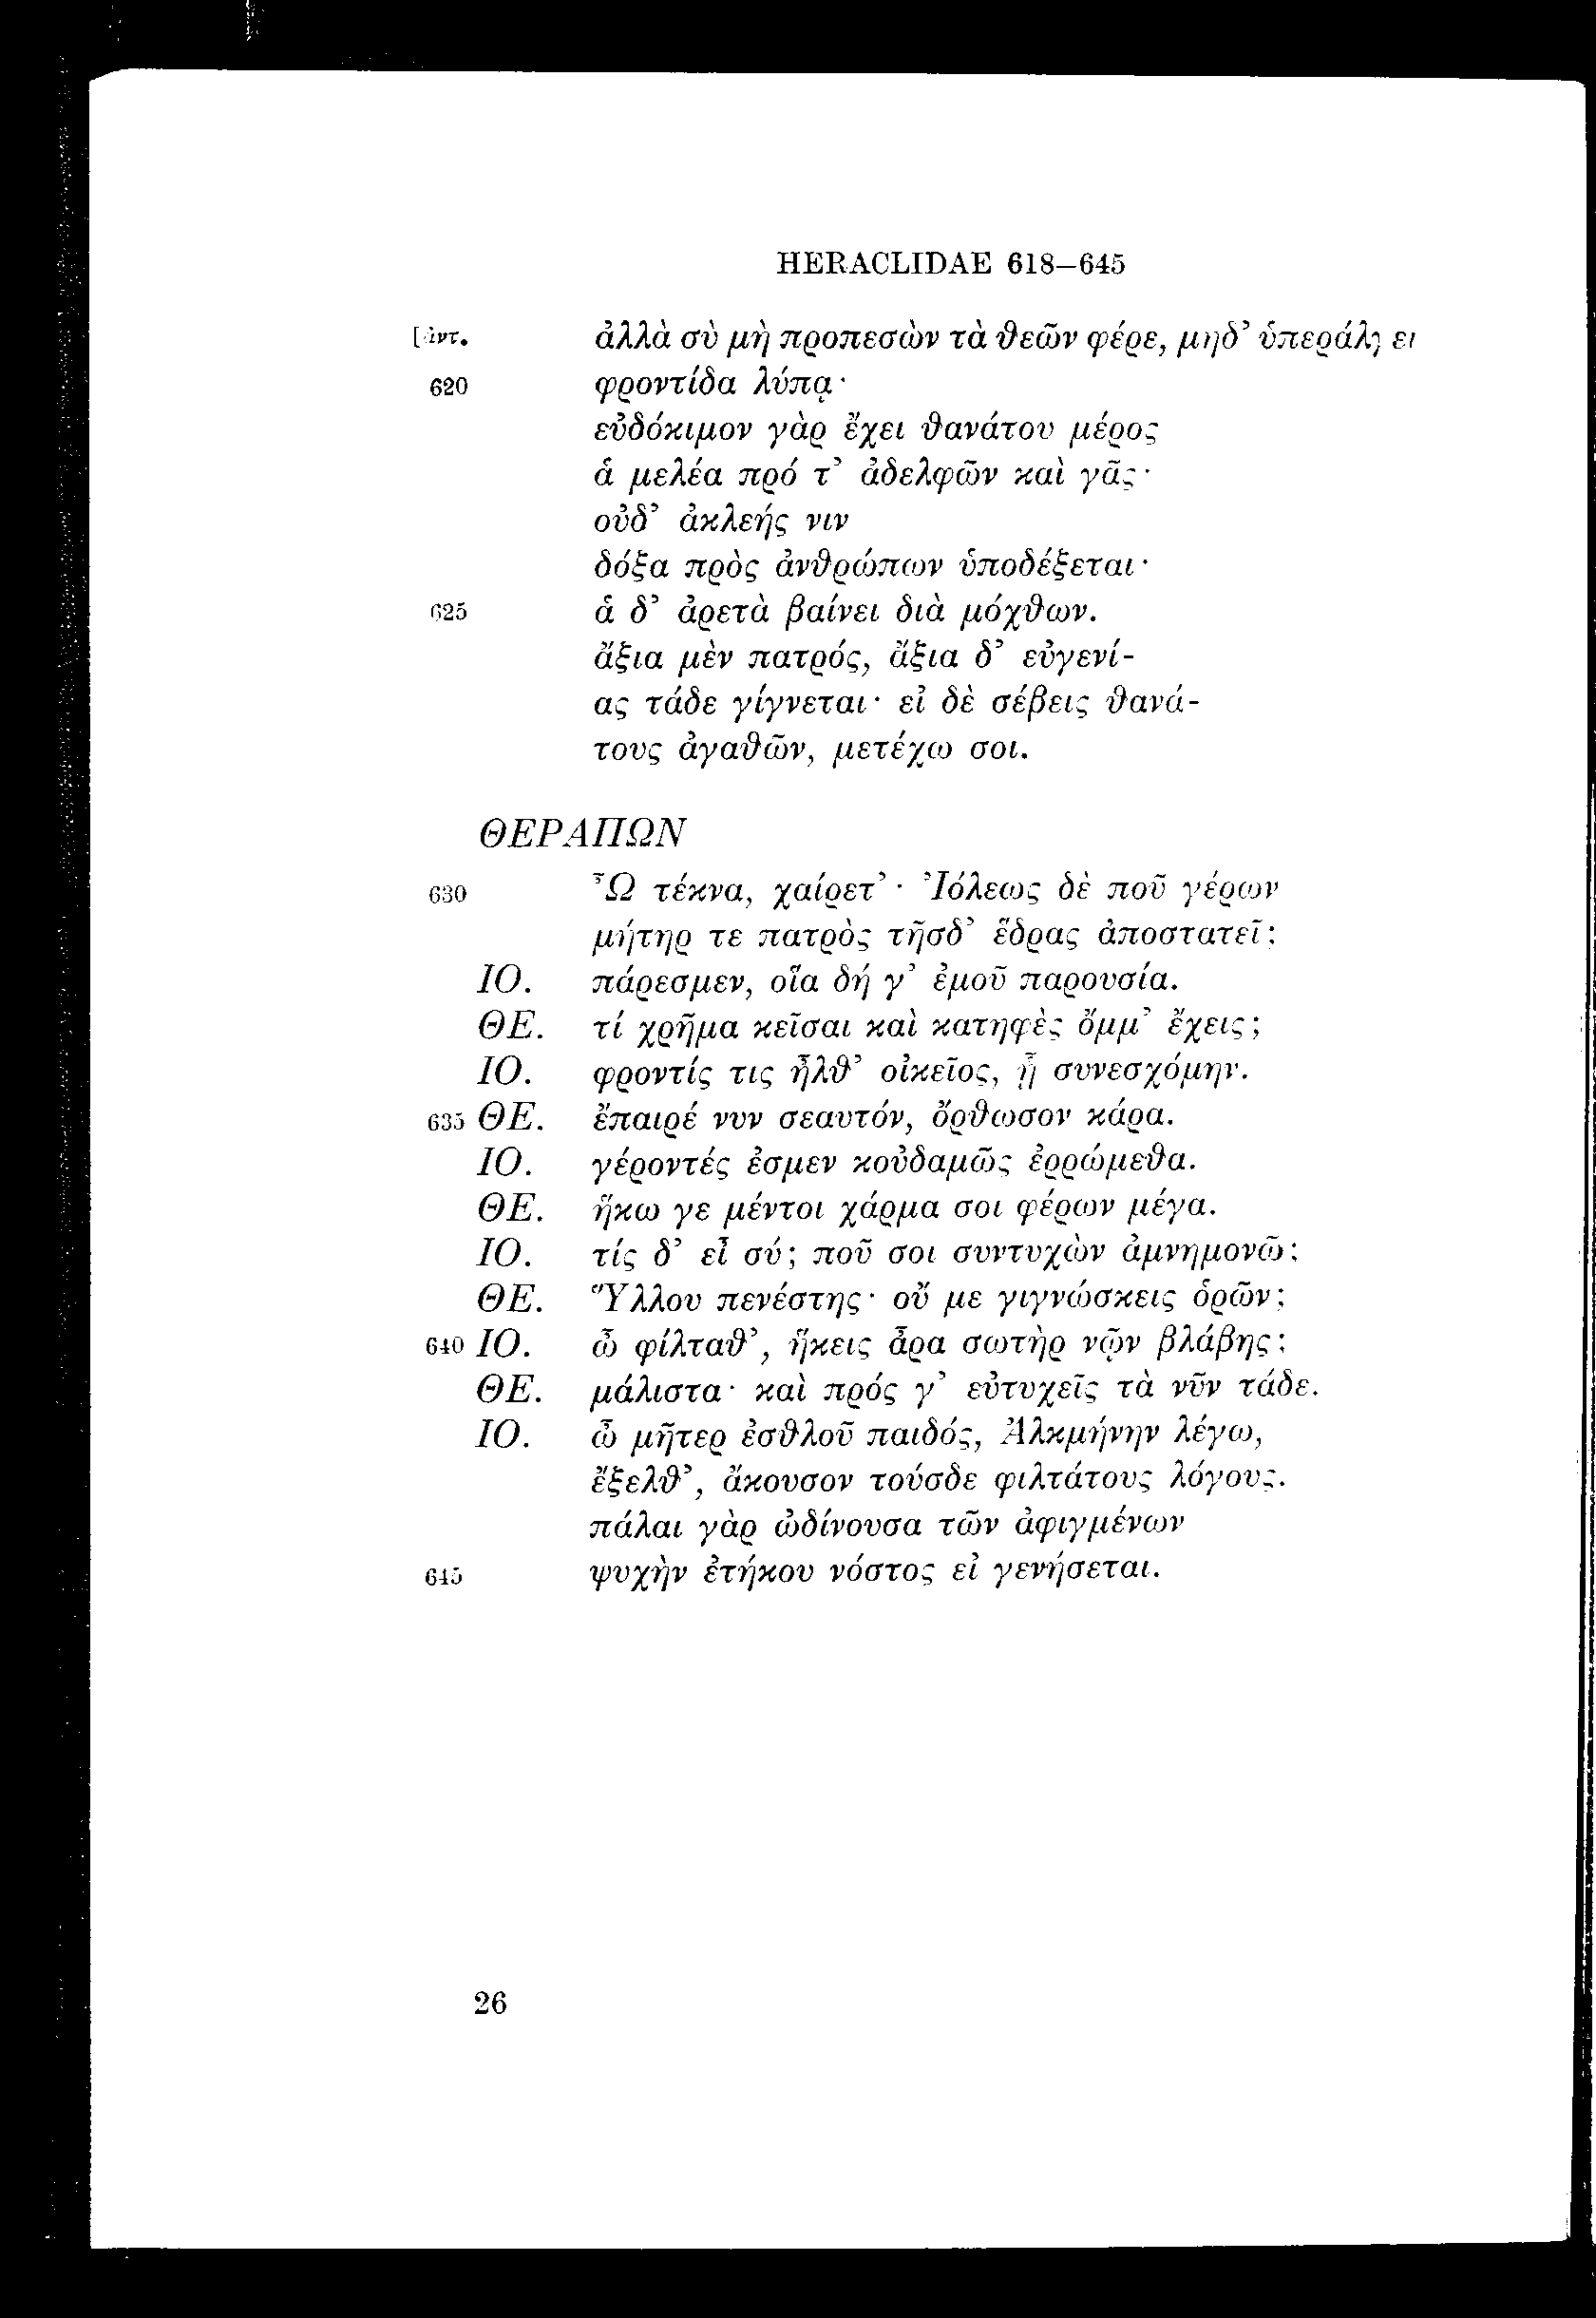 HERACLIDAE 618–645
[ἀντ. ἀλλὰ σὺ μὴ προπεσὼν τὰ θεῶν φέρε, μηδ’ ὑπεράλγει
620 φροντίδα λύπᾳ·
εὐδόκιμον γὰρ ἔχει θανάτου μέρος
ἁ μελέα πρό τ’ ἀδελφῶν καὶ γᾶς·
οὐδ’ ἀκλεής νιν
δόξα πρὸς ἀνθρώπων ὑποδέξεται·
625 ἁ δ’ ἀρετὰ βαίνει διὰ μόχθων.
ἄξια μὲν πατρός, ἄξια δ’ εὐγενί-
ας τάδε γίγνεται· εἰ δὲ σέβεις θανά-
τους ἀγαθῶν, μετέχω σοι.
ΘΕΡΑΠΩΝ
630 Ὦ τέκνα, χαίρετ’· Ἰόλεως δὲ ποῦ γέρων
μήτηρ τε πατρὸς τῆσδ’ ἕδρας ἀποστατεῖ;
ΙΟ. πάρεσμεν, οἵα δή γ’ ἐμοῦ παρουσία.
ΘΕ. τί χρῆμα κεῖσαι καὶ κατηφὲς ὄμμ’ ἔχεις;
ΙΟ. φροντίς τις ἦλθ’ οἰκεῖος, ᾗ συνεσχόμην.
635 ΘΕ. ἔπαιρέ νυν σεαυτόν, ὄρθωσον κάρα.
ΙΟ. γέροντές ἐσμεν κοὐδαμῶς ἐρρώμεθα.
ΘΕ. ἥκω γε μέντοι χάρμα σοι φέρων μέγα.
ΙΟ. τίς δ’ εἶ σύ; ποῦ σοι συντυχὼν ἀμνημονῶ;
ΘΕ. Ὕλλου πενέστης· οὔ με γιγνώσκεις ὁρῶν;
640 ΙΟ. ὦ φίλταθ’, ἥκεις ἆρα σωτὴρ νῷν βλάβης;
ΘΕ. μάλιστα· καὶ πρός γ’ εὐτυχεῖς τὰ νῦν τάδε.
ΙΟ. ὦ μῆτερ ἐσθλοῦ παιδός, Ἀλκμήνην λέγω,
ἔξελθ’, ἄκουσον τούσδε φιλτάτους λόγους.
πάλαι γὰρ ὠδίνουσα τῶν ἀφιγμένων
645 ψυχὴν ἐτήκου νόστος εἰ γενήσεται.
26